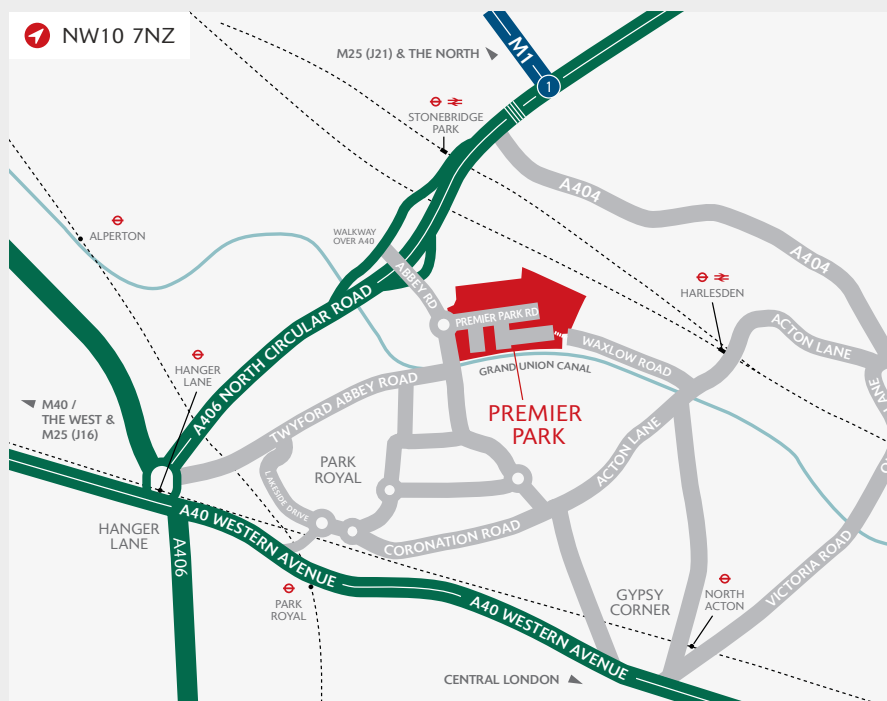 NW10 7NZ
M25 (J21) & THE NORTH
M1
1
STONEBRIDGE
PARK
A404
A404
ALPERTON
WALKWAY
OVER A40
ABBEY RD
HARLESDEN
PREMIER PARK RD
ACTON LANE
WAXLOW ROAD
GRAND UNION CANAL
HANGER
LANE
A406 NORTH CIRCULAR ROAD
TWYFORD ABBEY ROAD
M40 /
THE WEST &
M25 (J16)
PREMIER
PARK
LANE
PARK
ROYAL
ACTON LANE
LAKESIDE DRIVE
CORONATION ROAD
HANGER
LANE
A40 WESTERN AVENUE
A406
PARK
ROYAL
A40 WESTERN AVENUE
GYPSY
CORNER
NORTH
ACTON
VICTORIA ROAD
CENTRAL LONDON